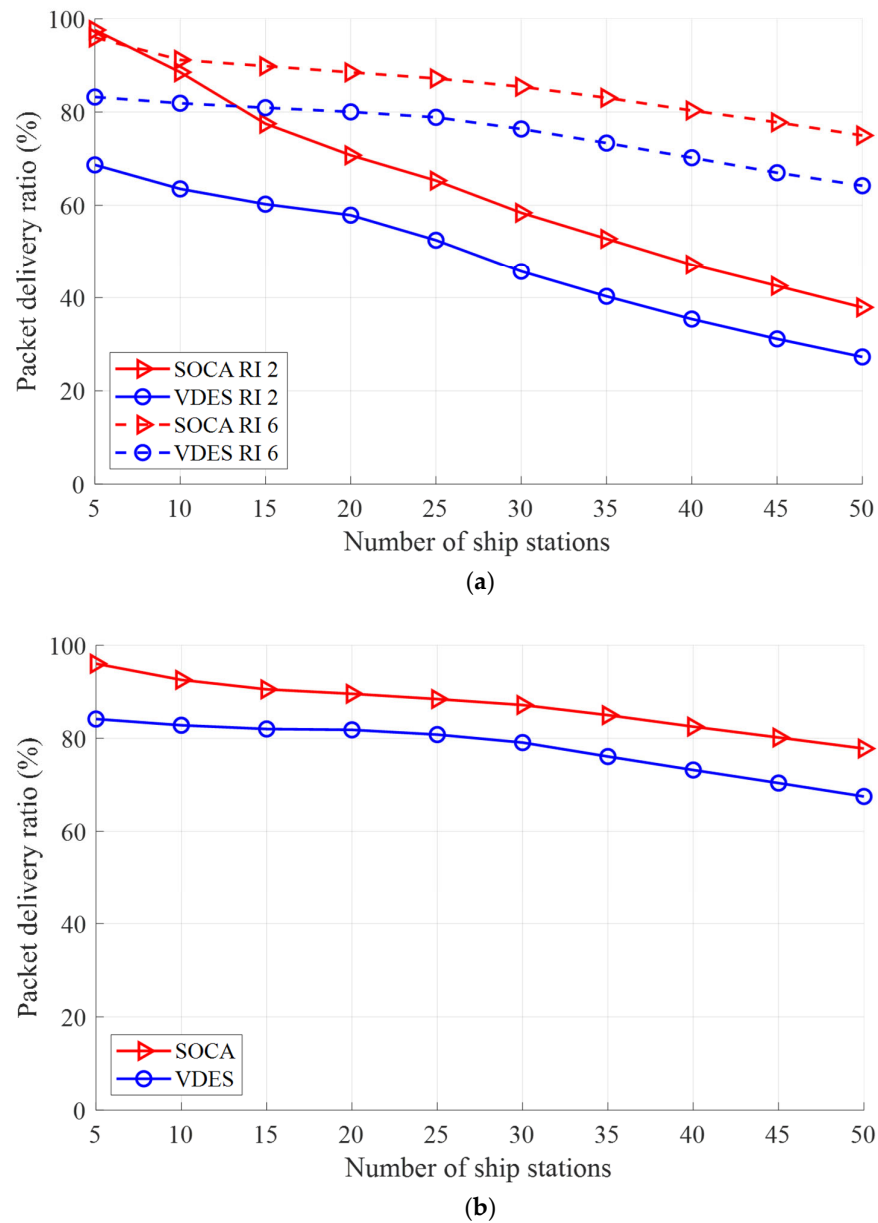 100
80
60
40
20
0
Packet delivery ratio (%)
SOCA RI 2
VDES RI 2
SOCA RI 6
VDES RI 6
5 10 15 20 25 30 35 40 45 50
Number of ship stations
(a)
100
80
60
40
20
0
Packet delivery ratio (%)
SOCA
VDES
5 10 15 20 25 30 35 40 45 50
Number of ship stations
(b)